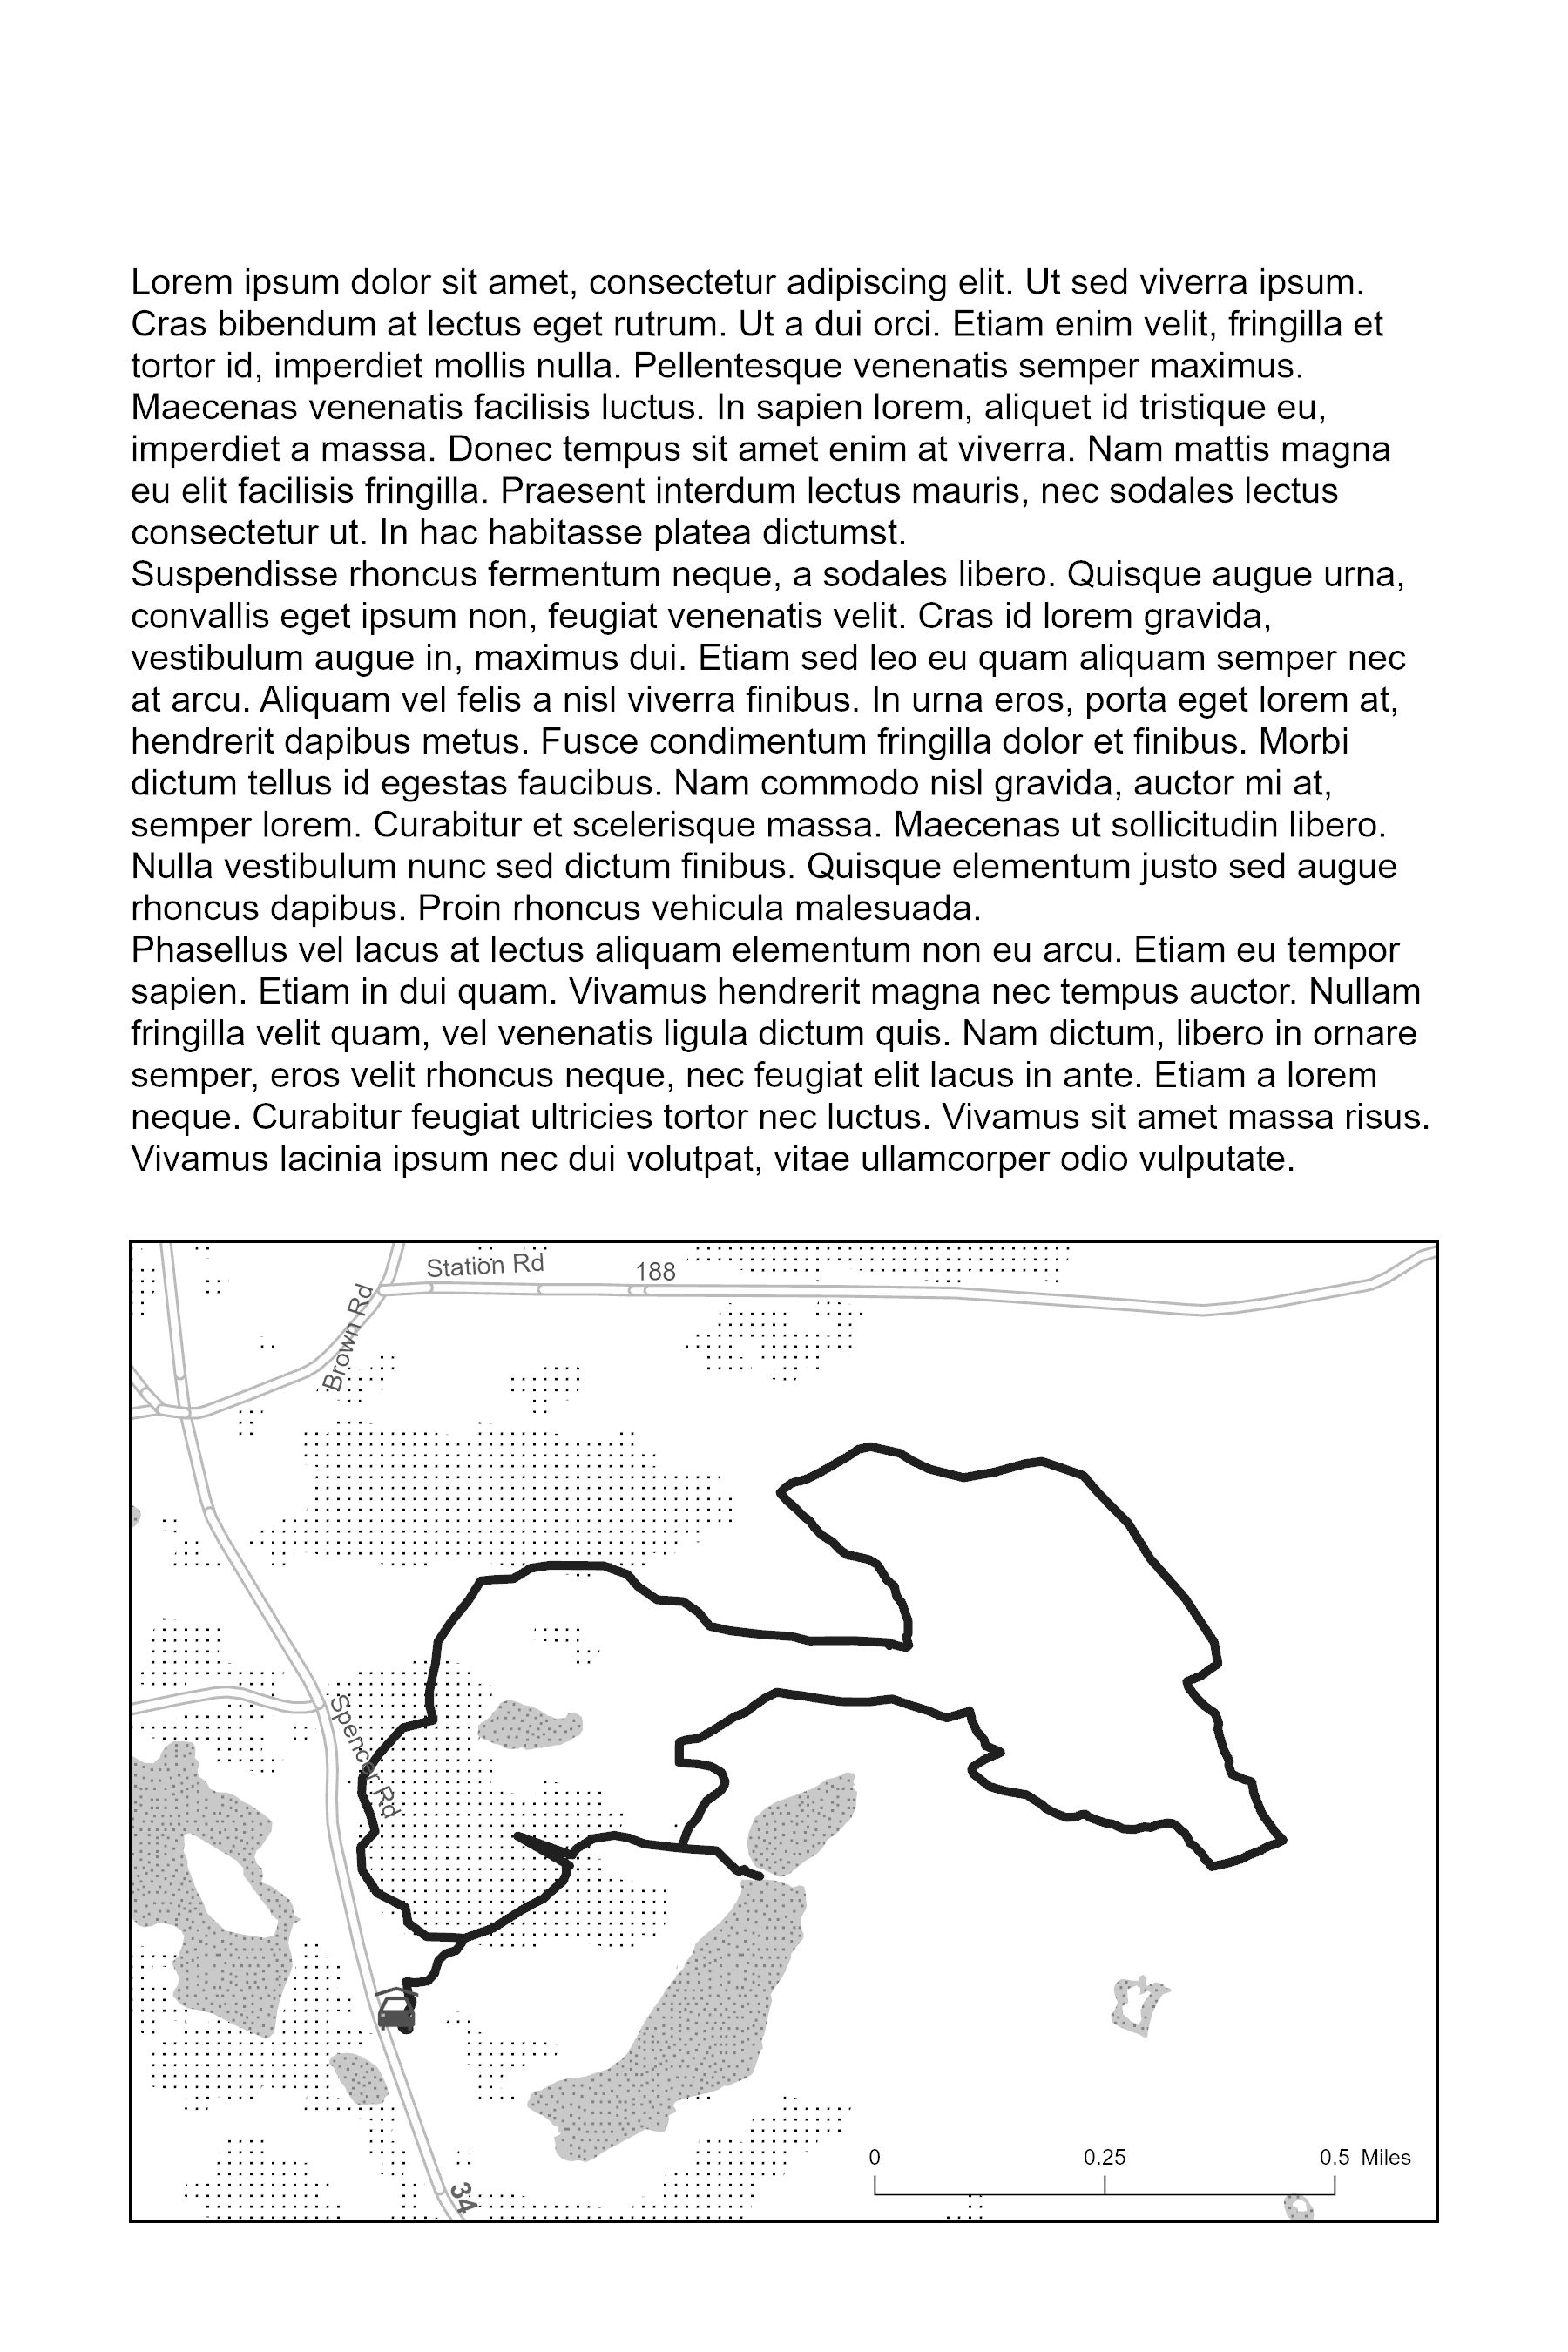 Lorem ipsum dolor sit amet, consectetur adipiscing elit. Ut sed viverra ipsum.
Cras bibendum at lectus eget rutrum. Ut a dui orci. Etiam enim velit, fringilla et
tortor id, imperdiet mollis nulla. Pellentesque venenatis semper maximus.
Maecenas venenatis facilisis luctus. In sapien lorem, aliquet id tristique eu,
imperdiet a massa. Donec tempus sit amet enim at viverra. Nam mattis magna
eu elit facilisis fringilla. Praesent interdum lectus mauris, nec sodales lectus
consectetur ut. In hac habitasse platea dictumst.
Suspendisse rhoncus fermentum neque, a sodales libero. Quisque augue urna,
convallis eget ipsum non, feugiat venenatis velit. Cras id lorem gravida,
vestibulum augue in, maximus dui. Etiam sed leo eu quam aliquam semper nec
at arcu. Aliquam vel felis a nisl viverra finibus. In urna eros, porta eget lorem at,
hendrerit dapibus metus. Fusce condimentum fringilla dolor et finibus. Morbi
dictum tellus id egestas faucibus. Nam commodo nisl gravida, auctor mi at,
semper lorem. Curabitur et scelerisque massa. Maecenas ut sollicitudin libero.
Nulla vestibulum nunc sed dictum finibus. Quisque elementum justo sed augue
rhoncus dapibus. Proin rhoncus vehicula malesuada.
Phasellus vel lacus at lectus aliquam elementum non eu arcu. Etiam eu tempor
sapien. Etiam in dui quam. Vivamus hendrerit magna nec tempus auctor. Nullam
fringilla velit quam, vel venenatis ligula dictum quis. Nam dictum, libero in ornare
semper, eros velit rhoncus neque, nec feugiat elit lacus in ante. Etiam a lorem
neque. Curabitur feugiat ultricies tortor nec luctus. Vivamus sit amet massa risus.
Vivamus lacinia ipsum nec dui volutpat, vitae ullamcorper odio vulputate.
Station Rd
188
Brown Rd
Spencer Rd
0 0.25 0.5 Miles
34